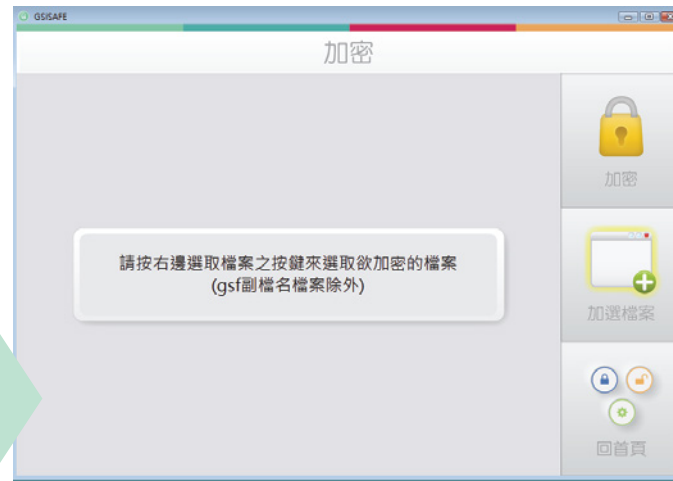 GSISAFE
加密
加密
請按右邊選取檔案之按鍵來選取欲加密的檔案
(gsf副檔名檔案除外)
加選檔案
回首頁